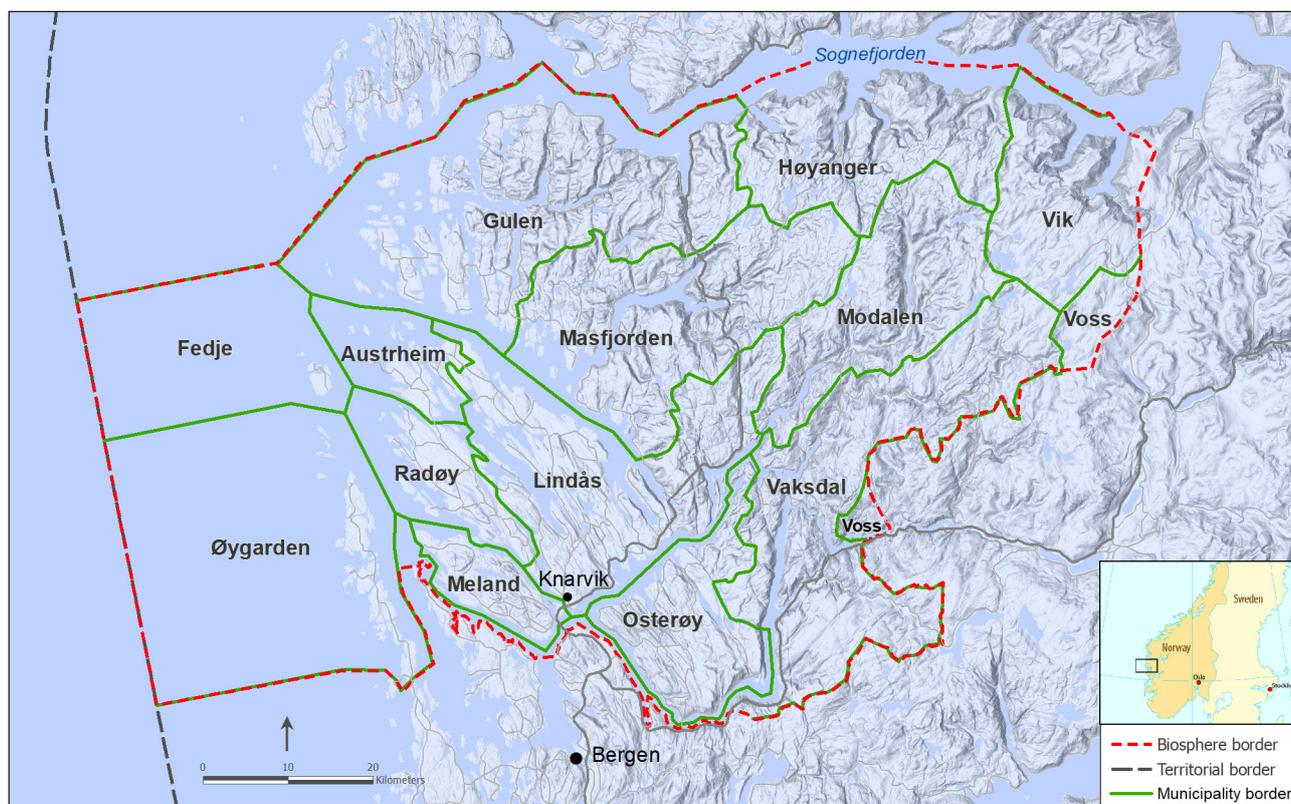 Sognefjorden
Høyanger
Gulen
Vik
Masfjorden
Modalen
Voss
Fedje
Austrheim
Radøy
Lindås
Vaksdal
Voss
Øygarden
Meland
Knarvik
Osterøy
Bergen
0 10 20
Kilometers
Sweden
Norway
Oslo
Stockh
Biosphere border
Territorial border
Municipality border